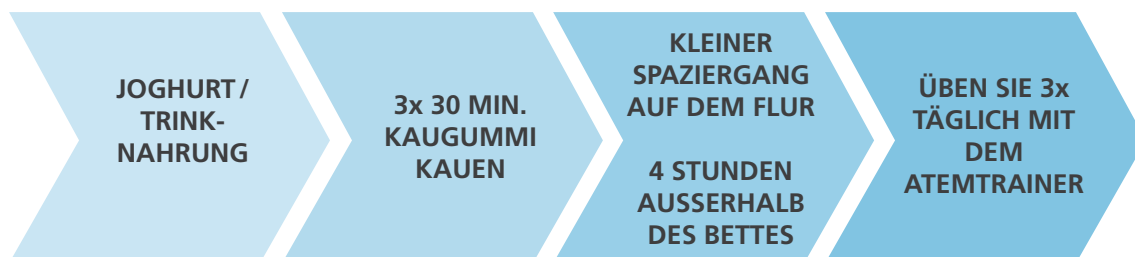 JOGHURT /
TRINK-
NAHRUNG
3x 30 MIN.
KAUGUMMI
KAUEN
KLEINER
SPAZIERGANG
AUF DEM FLUR
4 STUNDEN
AUSSERHALB
DES BETTES
ÜBEN SIE 3x
TÄGLICH MIT
DEM
ATEMTRAINER